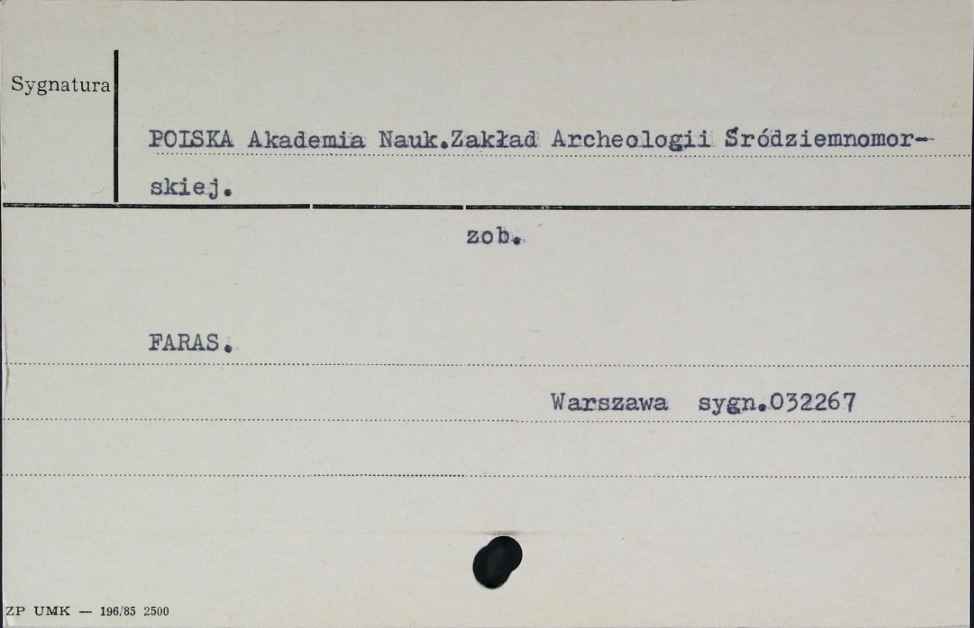 Sygnatura
POLSKA Akademia Nauk.Zakład Archeologii Śródziemnomor-
skiej.
zob.
FARAS.
Warszawa sygn.032267
ZP UMK — 196/85 2500